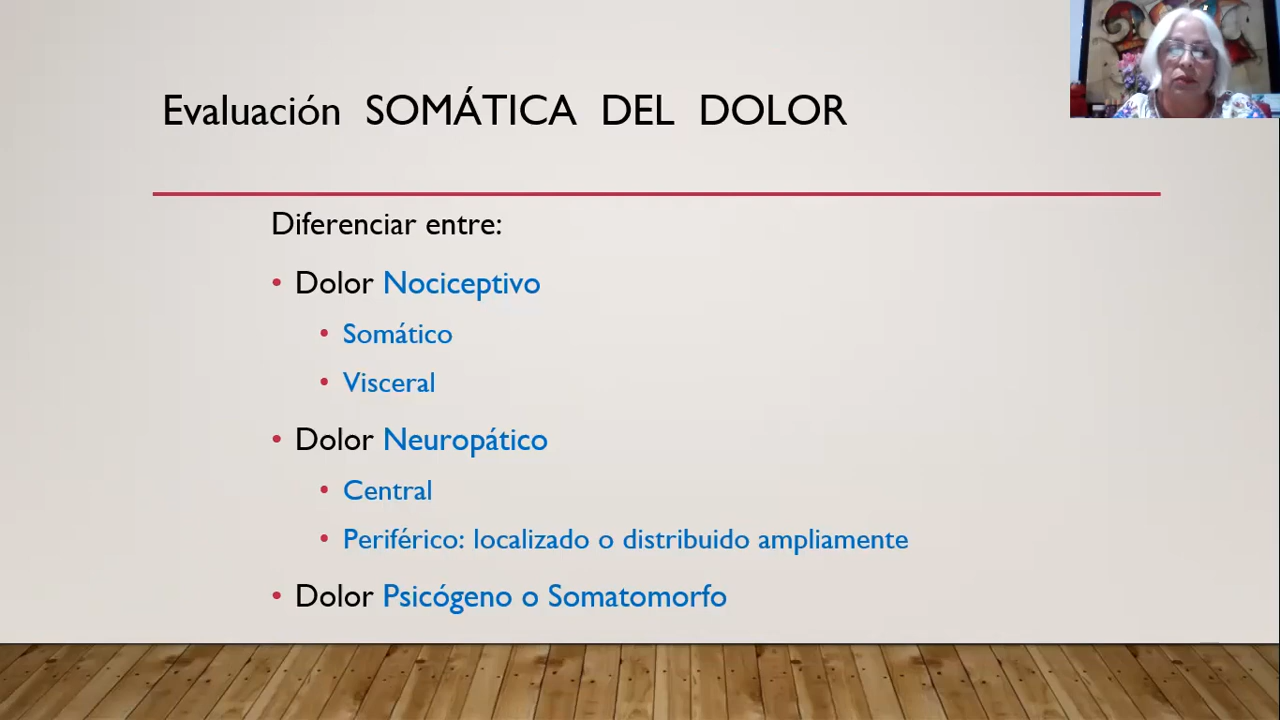 Evaluación SOMÁTICA DEL DOLOR
Diferenciar entre:
• Dolor Nociceptivo
• Somático
• Visceral
• Dolor Neuropático
• Central
• Periférico: localizado o distribuido ampliamente
• Dolor Psicógeno o Somatomorfo